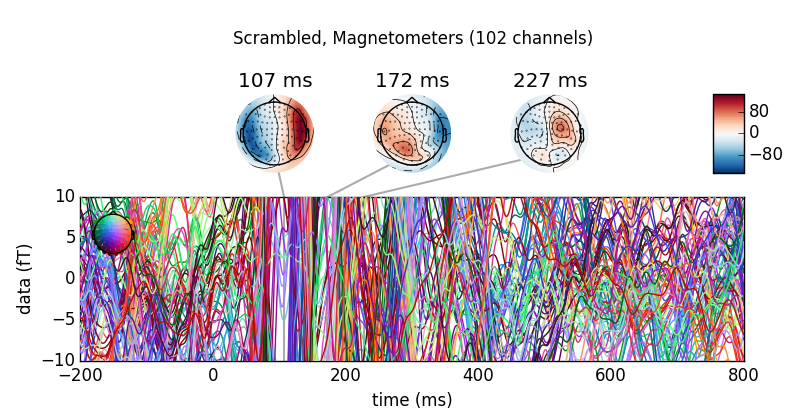 Scrambled, Magnetometers (102 channels)
107 ms 172 ms 227 ms
80
0
−80
10
5
0
−5
−10
data (fT)
−200 0 200 400 600 800
time (ms)